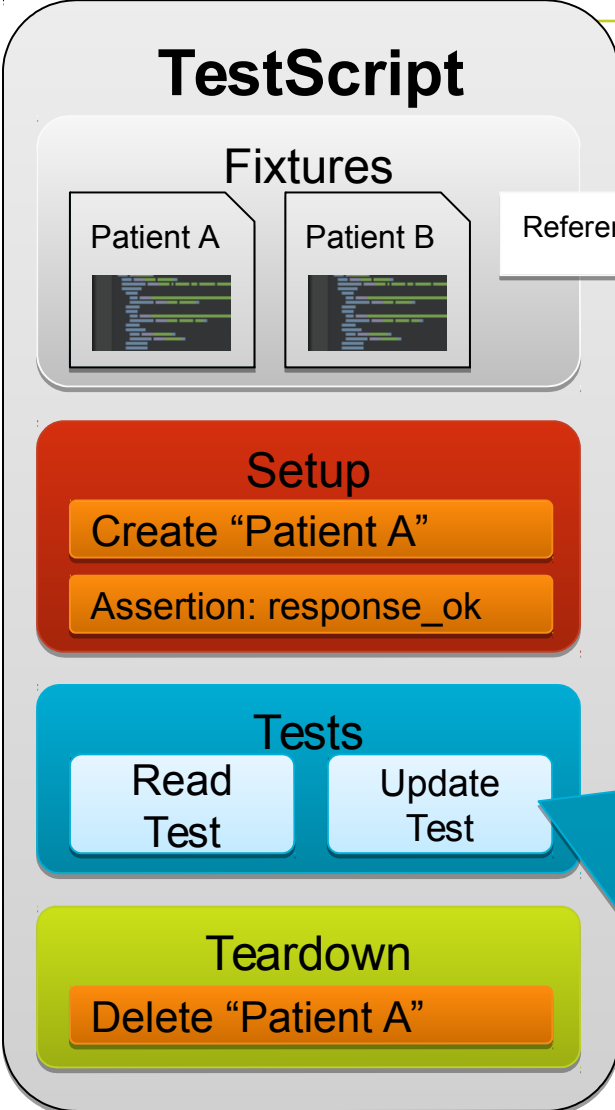 TestScript
Fixtures
Patient A
Patient B
Setup
Create “Patient A”
Assertion: response_ok
Tests
Read
Test
Update
Test
Teardown
Delete “Patient A”